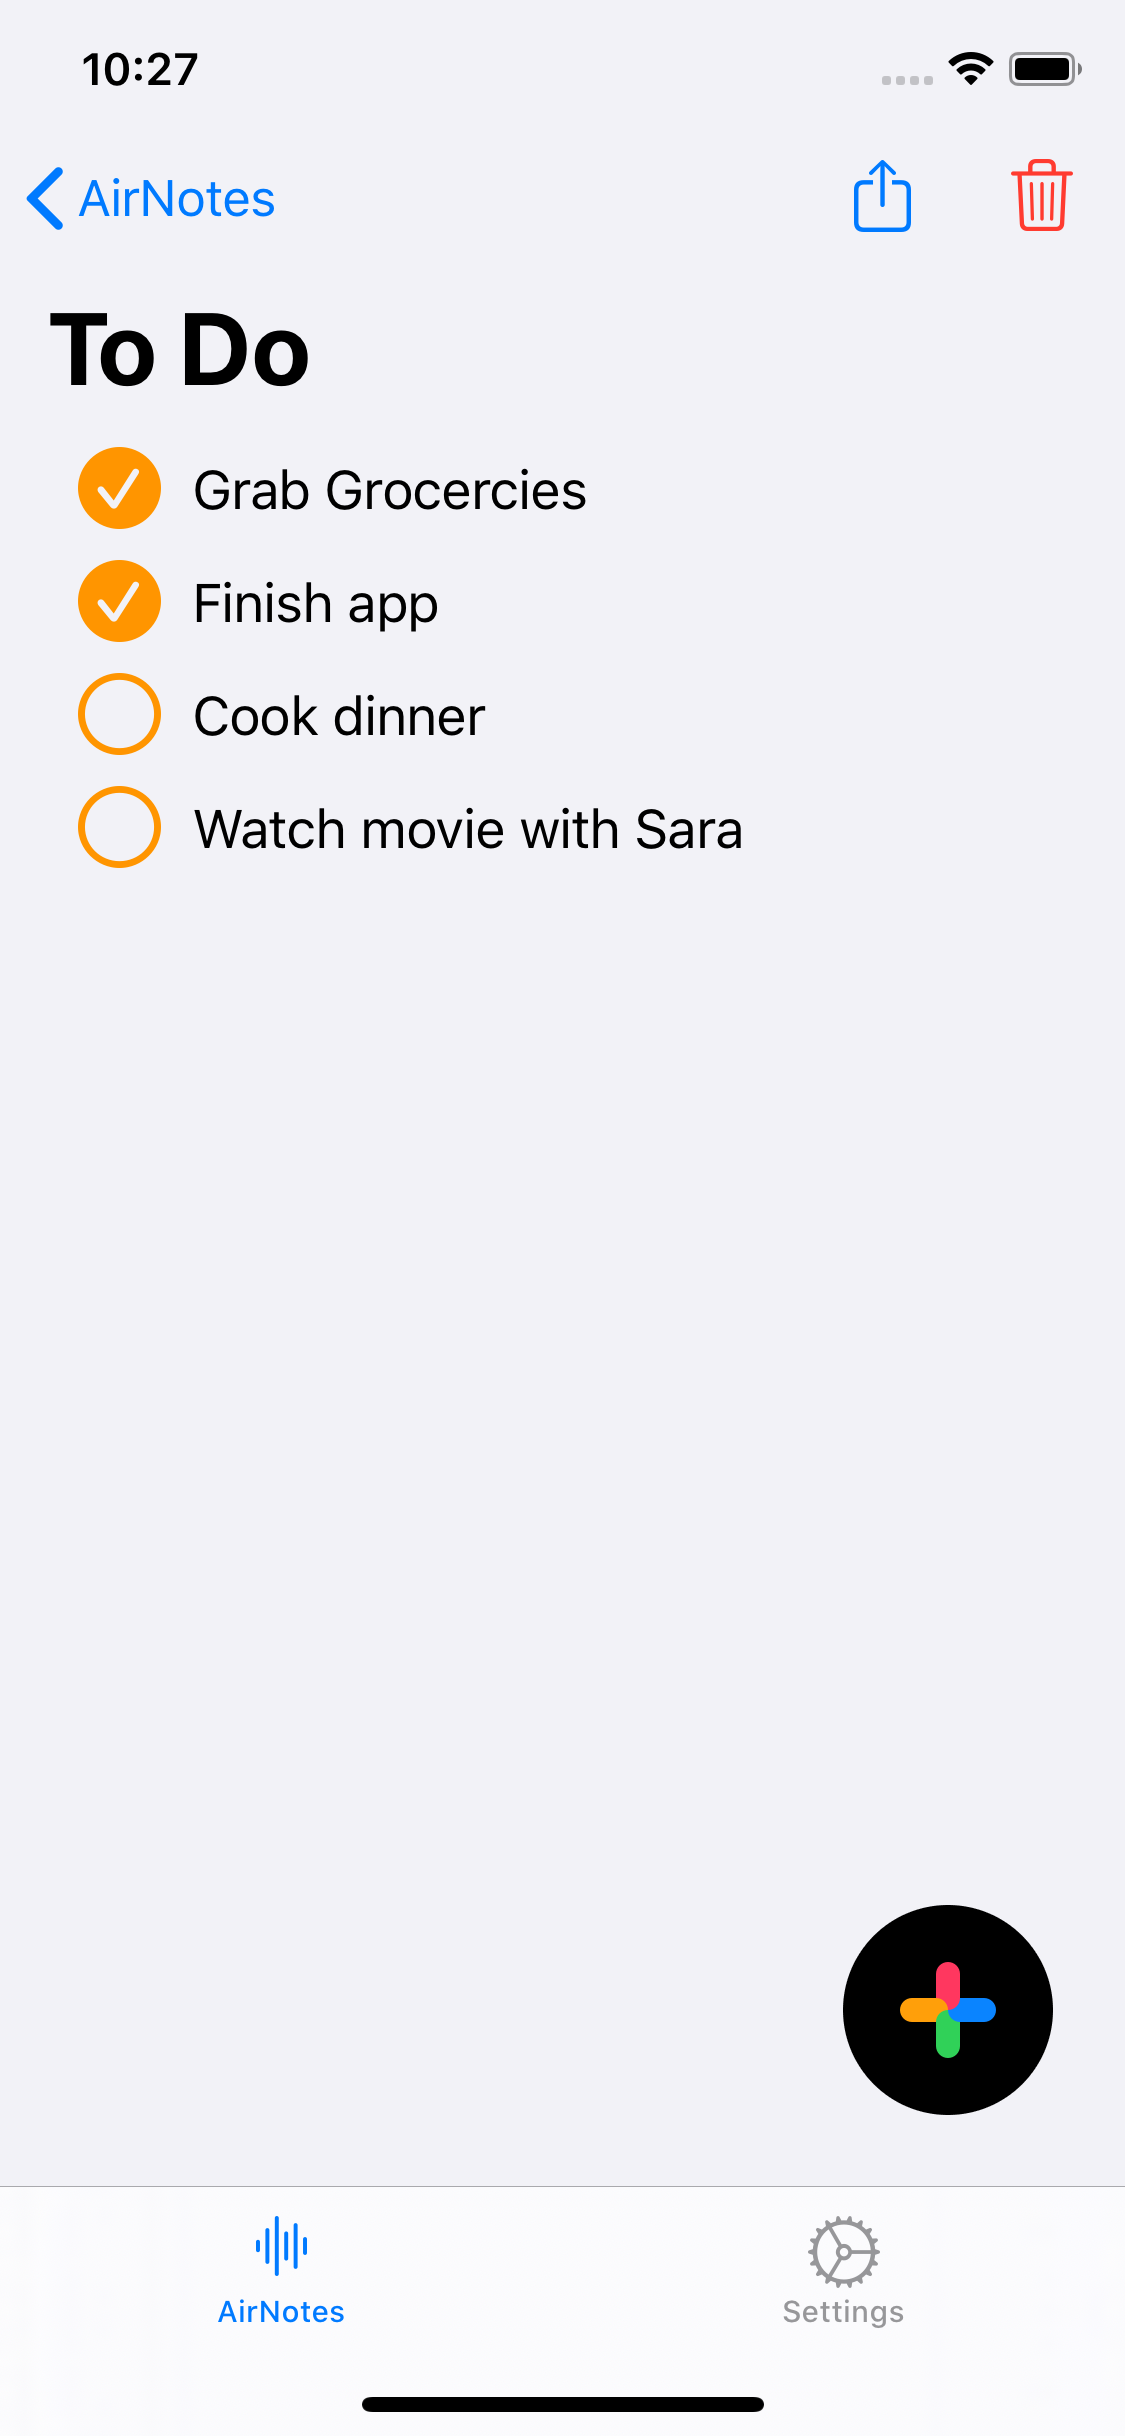 10:27
AirNotes
To Do
Grab Grocercies
Finish app
Cook dinner
Watch movie with Sara
AirNotes
Settings